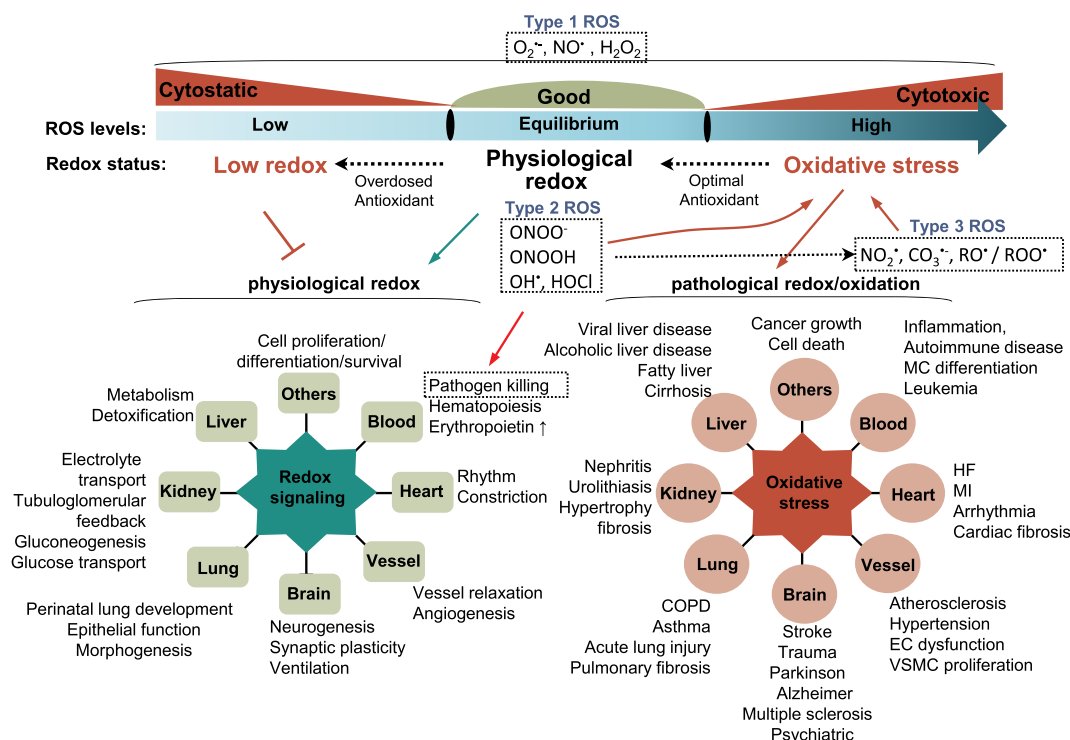 Type 1 ROS
O₂•-, NO• , H₂O₂
Cytostatic
Good
Cytotoxic
ROS levels:
Low
Equilibrium
High
Redox status:
Low redox
Overdosed
Antioxidant
Physiological
redox
Optimal
Antioxidant
Oxidative stress
Type 2 ROS
ONOO-
ONOOH
OH•, HOCl
Type 3 ROS
NO₂•, CO₃•-, RO• / ROO•
physiological redox
pathological redox/oxidation
Cell proliferation/
differentiation/survival
Pathogen killing
Hematopoiesis
Erythropoietin ↑
Metabolism
Detoxification
Others
Liver
Blood
Electrolyte
transport
Tubuloglomerular
feedback
Gluconeogenesis
Glucose transport
Kidney
Redox
signaling
Heart
Rhythm
Constriction
Lung
Vessel
Brain
Perinatal lung development
Epithelial function
Morphogenesis
Neurogenesis
Synaptic plasticity
Ventilation
Vessel relaxation
Angiogenesis
Viral liver disease
Alcoholic liver disease
Fatty liver
Cirrhosis
Cancer growth
Cell death
Inflammation,
Autoimmune disease
MC differentiation
Leukemia
Others
Liver
Blood
Nephritis
Urolithiasis
Hypertrophy
fibrosis
Kidney
Oxidative
stress
Heart
HF
MI
Arrhythmia
Cardiac fibrosis
Lung
Vessel
Brain
COPD
Asthma
Acute lung injury
Pulmonary fibrosis
Stroke
Trauma
Parkinson
Alzheimer
Multiple sclerosis
Psychiatric
Atherosclerosis
Hypertension
EC dysfunction
VSMC proliferation